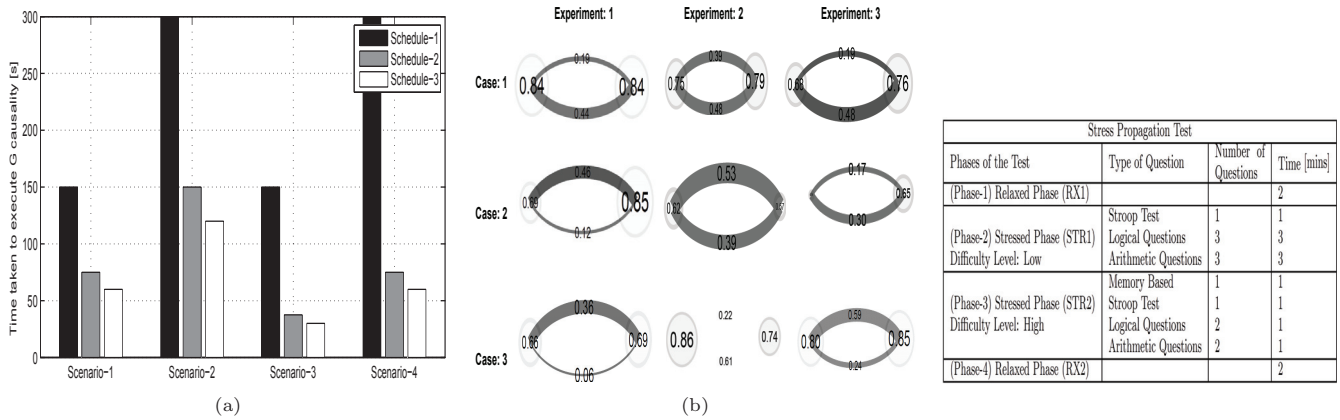 Time taken to execute G causality [s]
300
250
200
150
100
50
0
Schedule-1
Schedule-2
Schedule-3
Scenario-1 Scenario-2 Scenario-3 Scenario-4
(a)
Experiment: 1 Experiment: 2 Experiment: 3
Case: 1
0.19
0.84 0.84
0.44
0.39
0.75 0.79
0.48
0.19
0.68 0.76
0.48
Case: 2
0.46
0.69 0.85
0.12
0.53
0.62
0.39
0.17
0.65
0.30
Case: 3
0.36
0.66 0.69
0.06
0.22
0.86 0.74
0.61
0.59
0.80 0.85
0.24
(b)
Stress Propagation Test
Phases of the Test Type of Question Number of Questions Time [mins]
(Phase-1) Relaxed Phase (RX1) 2
Stroop Test 1 1
(Phase-2) Stressed Phase (STR1) Logical Questions 3 3
Difficulty Level: Low Arithmetic Questions 3 3
Memory Based 1 1
(Phase-3) Stressed Phase (STR2) Stroop Test 1 1
Difficulty Level: High Logical Questions 2 1
Arithmetic Questions 2 1
(Phase-4) Relaxed Phase (RX2) 2